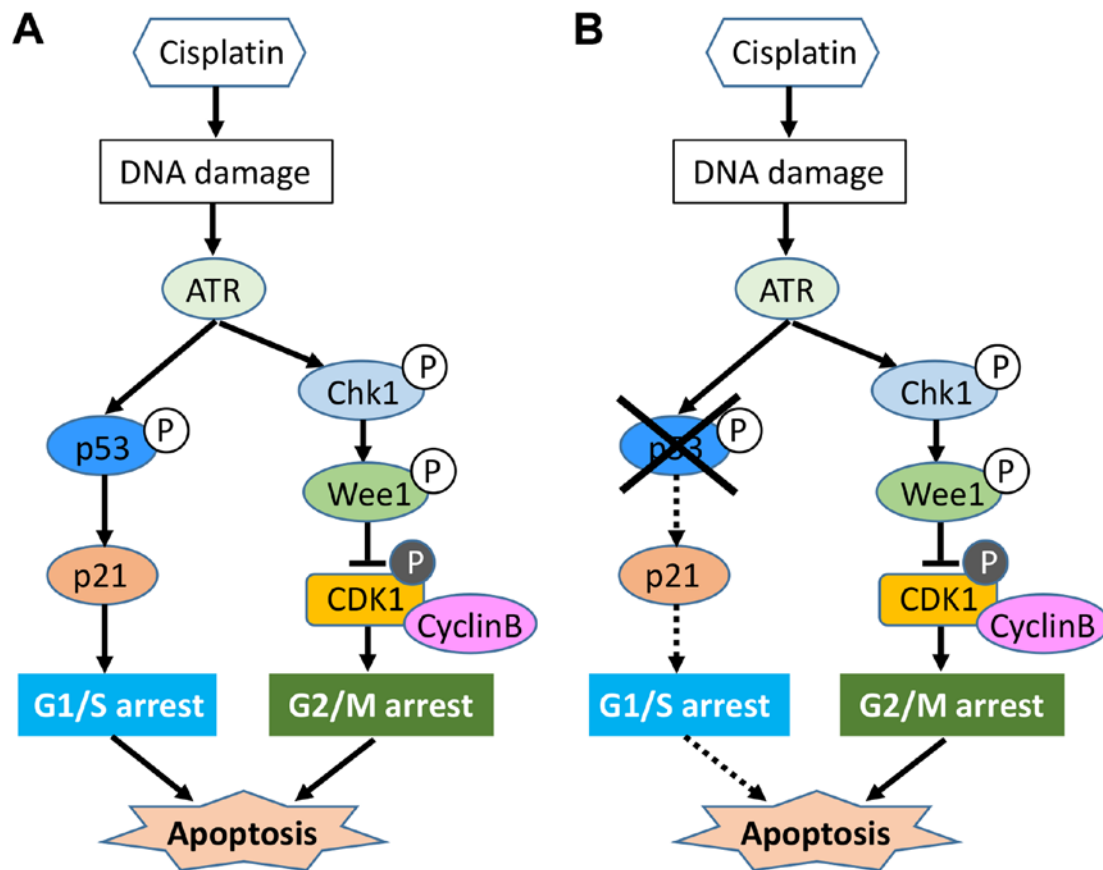 A
Cisplatin
DNA damage
ATR
Chk1
P
p53
P
Wee1
P
p21
P
CDK1
CyclinB
G1/S arrest
G2/M arrest
Apoptosis
B
Cisplatin
DNA damage
ATR
Chk1
P
p53
P
Wee1
P
p21
P
CDK1
CyclinB
G1/S arrest
G2/M arrest
Apoptosis